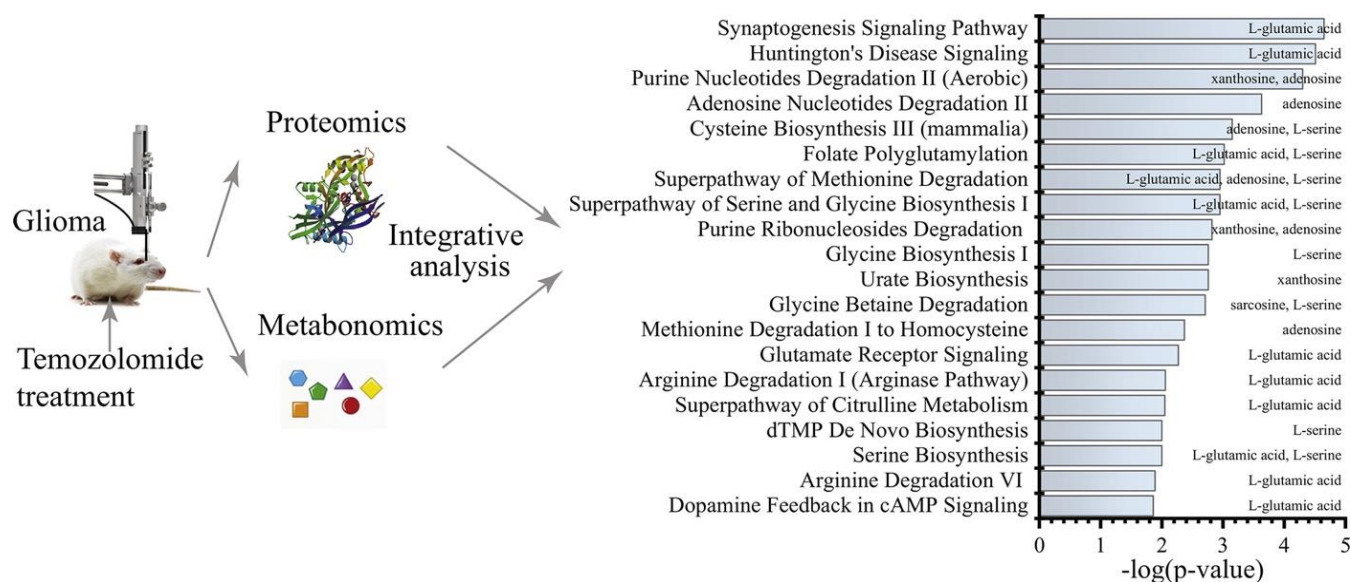 Glioma
Temozolomide
treatment
Proteomics
Metabonomics
Integrative
analysis
Synaptogenesis Signaling Pathway L-glutamic acid
Huntington's Disease Signaling L-glutamic acid
Purine Nucleotides Degradation II (Aerobic) xanthosine, adenosine
Adenosine Nucleotides Degradation II adenosine
Cysteine Biosynthesis III (mammalia) adenosine, L-serine
Folate Polyglutamylation L-glutamic acid, L-serine
Superpathway of Methionine Degradation L-glutamic acid, adenosine, L-serine
Superpathway of Serine and Glycine Biosynthesis I L-glutamic acid, L-serine
Purine Ribonucleosides Degradation xanthosine, adenosine
Glycine Biosynthesis I L-serine
Urate Biosynthesis xanthosine
Glycine Betaine Degradation sarcosine, L-serine
Methionine Degradation I to Homocysteine adenosine
Glutamate Receptor Signaling L-glutamic acid
Arginine Degradation I (Arginase Pathway) L-glutamic acid
Superpathway of Citrulline Metabolism L-glutamic acid
dTMP De Novo Biosynthesis L-serine
Serine Biosynthesis L-glutamic acid, L-serine
Arginine Degradation VI L-glutamic acid
Dopamine Feedback in cAMP Signaling L-glutamic acid
0 1 2 3 4 5
-log(p-value)